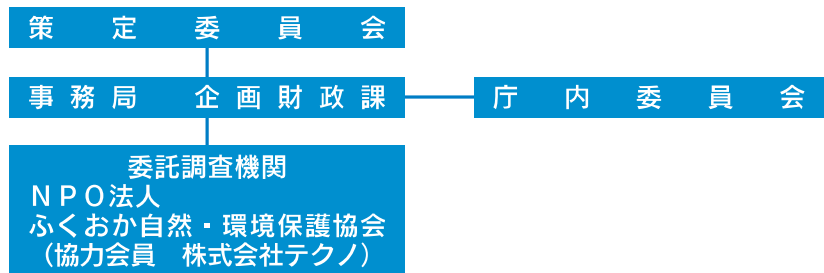 策定委員会
事務局 企画財政課
庁内委員会
委託調査機関
ＮＰＯ法人
ふくおか自然・環境保護協会
（協力会員　株式会社テクノ）